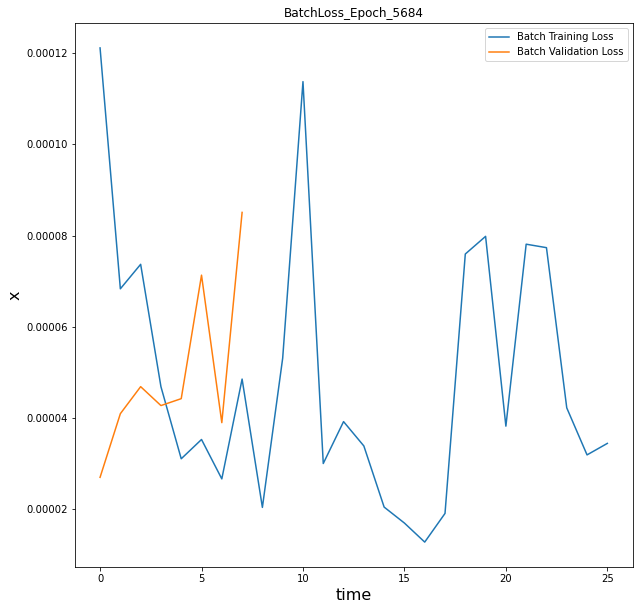 BatchLoss_Epoch_5684
Batch Training Loss
Batch Validation Loss
0.00012
0.00010
0.00008
0.00006
0.00004
0.00002
x
0 5 10 15 20 25
time